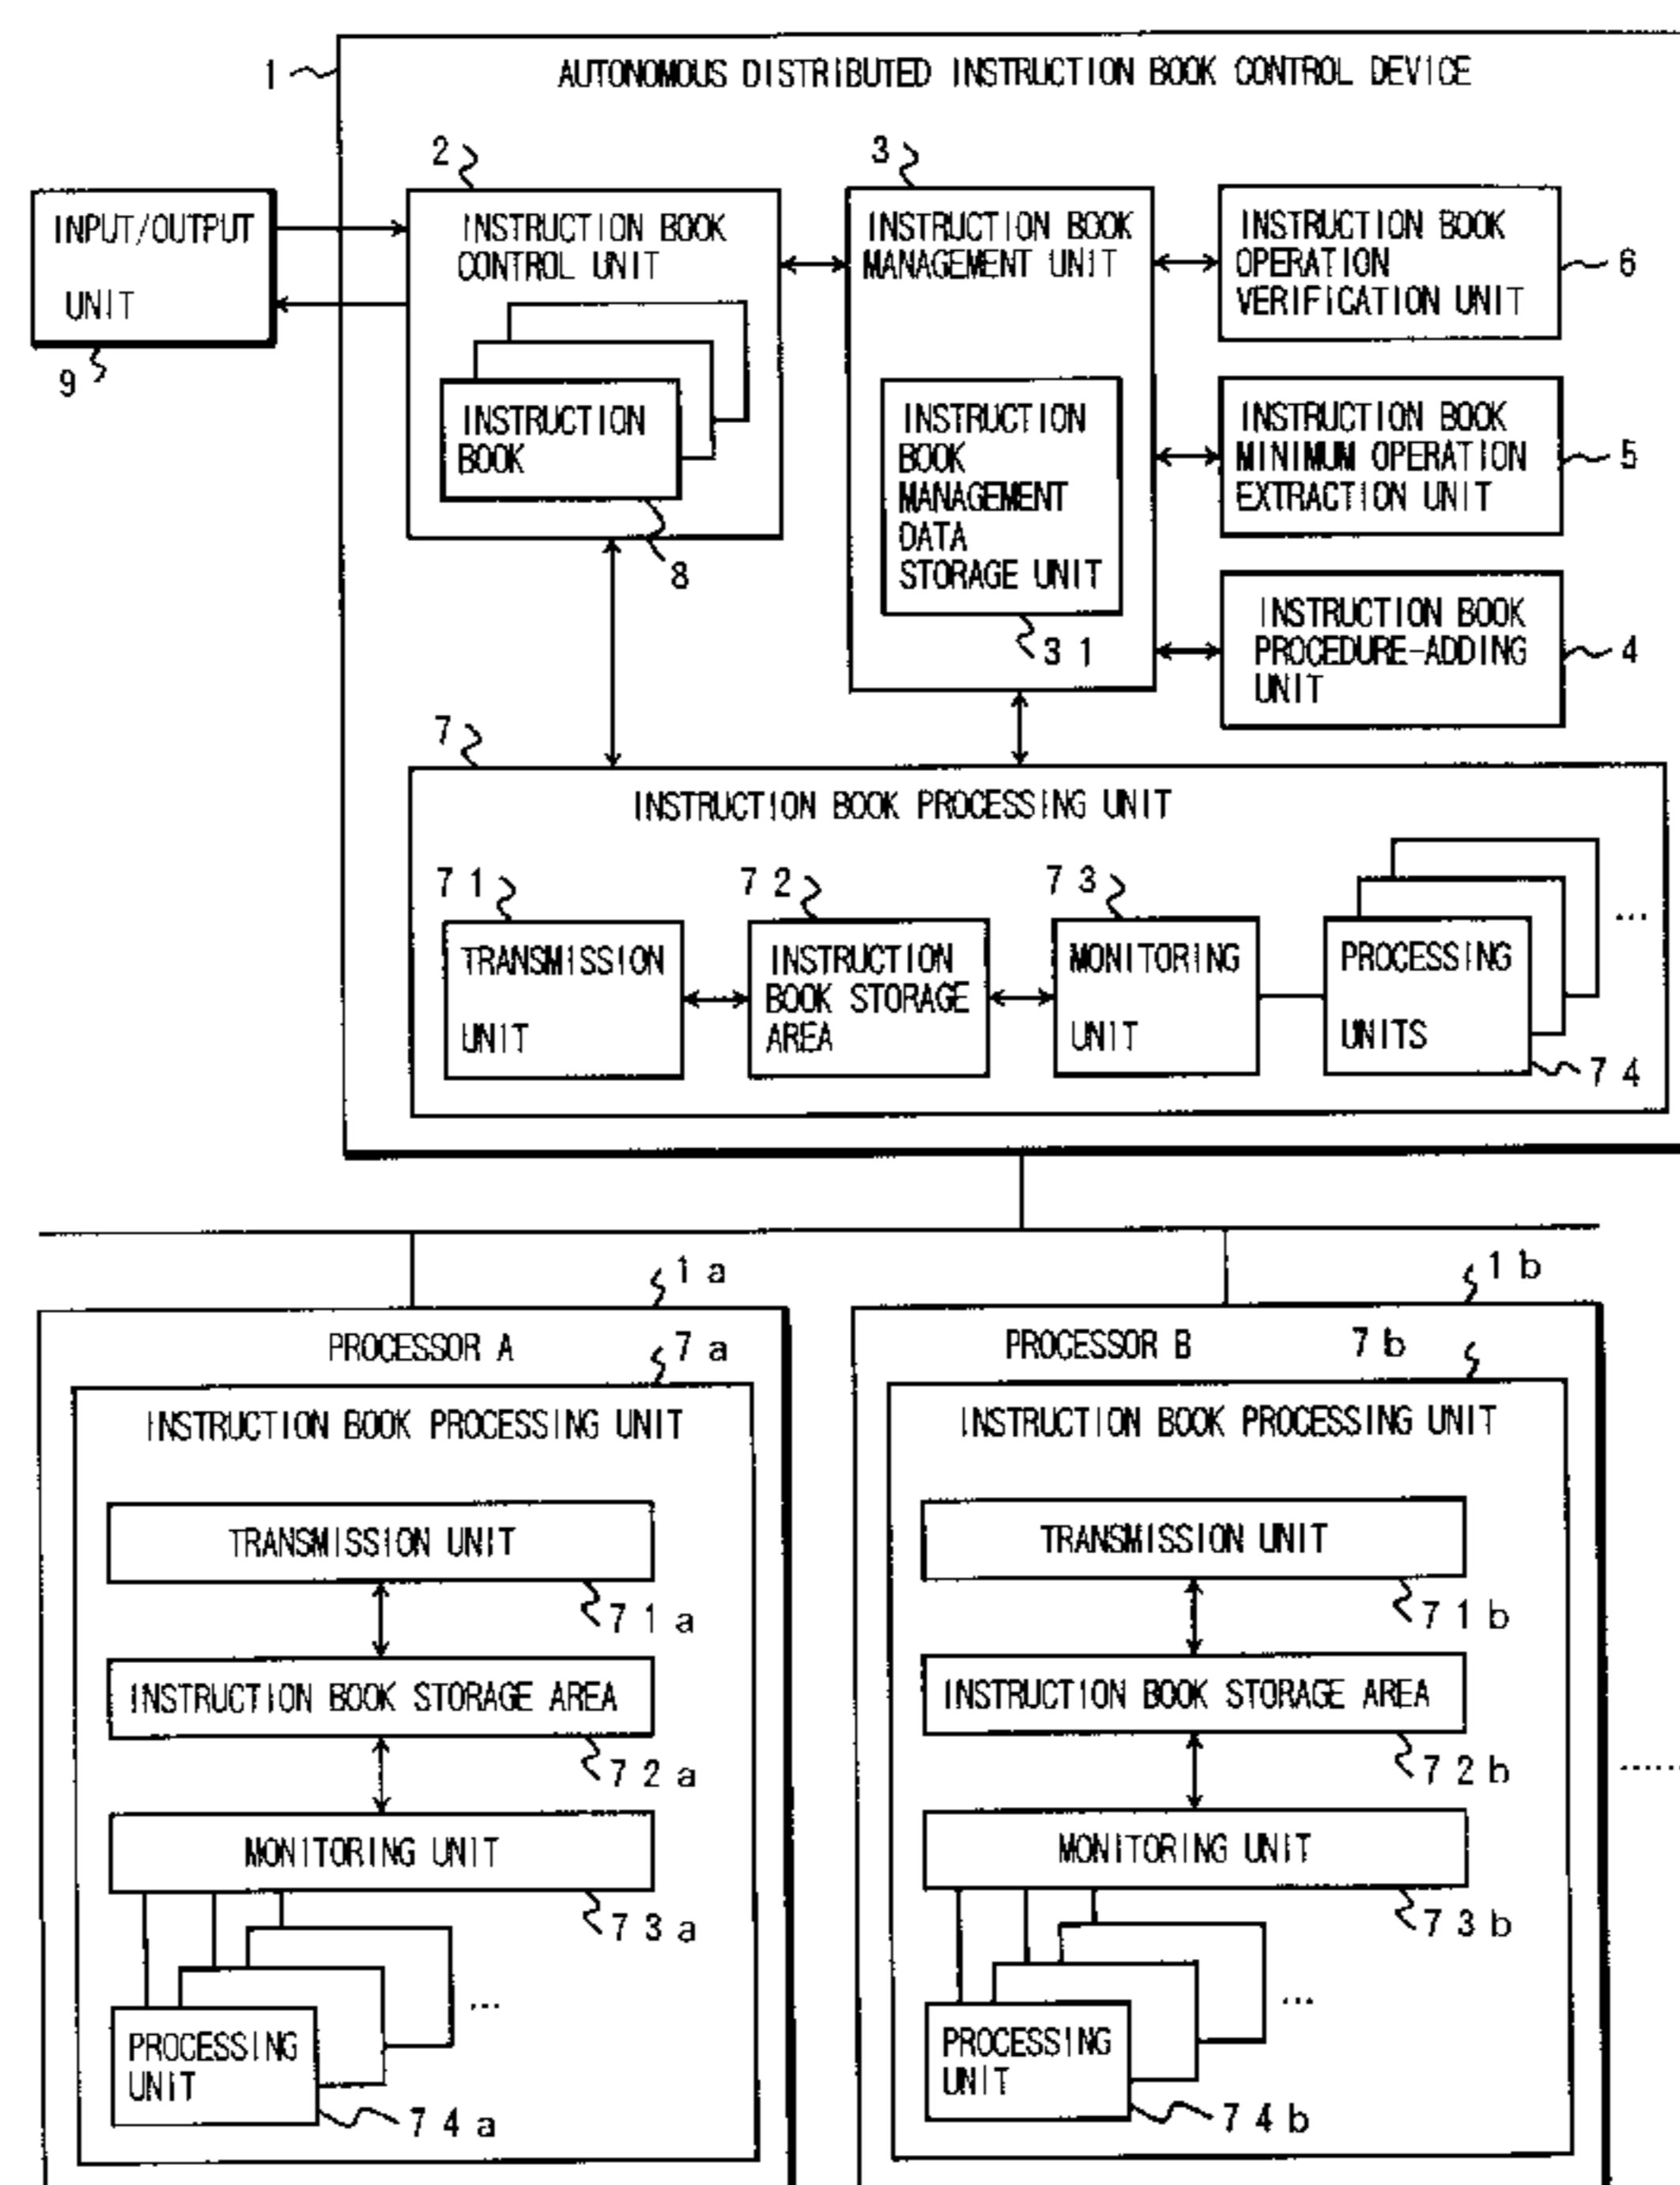 1
AUTONOMOUS DISTRIBUTED INSTRUCTION BOOK CONTROL DEVICE
2
3
INPUT/OUTPUT
UNIT
9
INSTRUCTION BOOK
CONTROL UNIT
INSTRUCTION
BOOK
8
INSTRUCTION BOOK
MANAGEMENT UNIT
INSTRUCTION
BOOK
MANAGEMENT
DATA
STORAGE UNIT
31
INSTRUCTION BOOK
OPERATION
VERIFICATION UNIT
6
INSTRUCTION BOOK
MINIMUM OPERATION
EXTRACTION UNIT
5
INSTRUCTION BOOK
PROCEDURE-ADDING
UNIT
4
7
INSTRUCTION BOOK PROCESSING UNIT
71
TRANSMISSION
UNIT
72
INSTRUCTION
BOOK STORAGE
AREA
73
MONITORING
UNIT
PROCESSING
UNITS
...
74
1a
PROCESSOR A
7a
INSTRUCTION BOOK PROCESSING UNIT
TRANSMISSION UNIT
71a
INSTRUCTION BOOK STORAGE AREA
72a
MONITORING UNIT
73a
...
PROCESSING
UNIT
74a
1b
PROCESSOR B
7b
INSTRUCTION BOOK PROCESSING UNIT
TRANSMISSION UNIT
71b
INSTRUCTION BOOK STORAGE AREA
72b
MONITORING UNIT
73b
...
PROCESSING
UNIT
74b
......